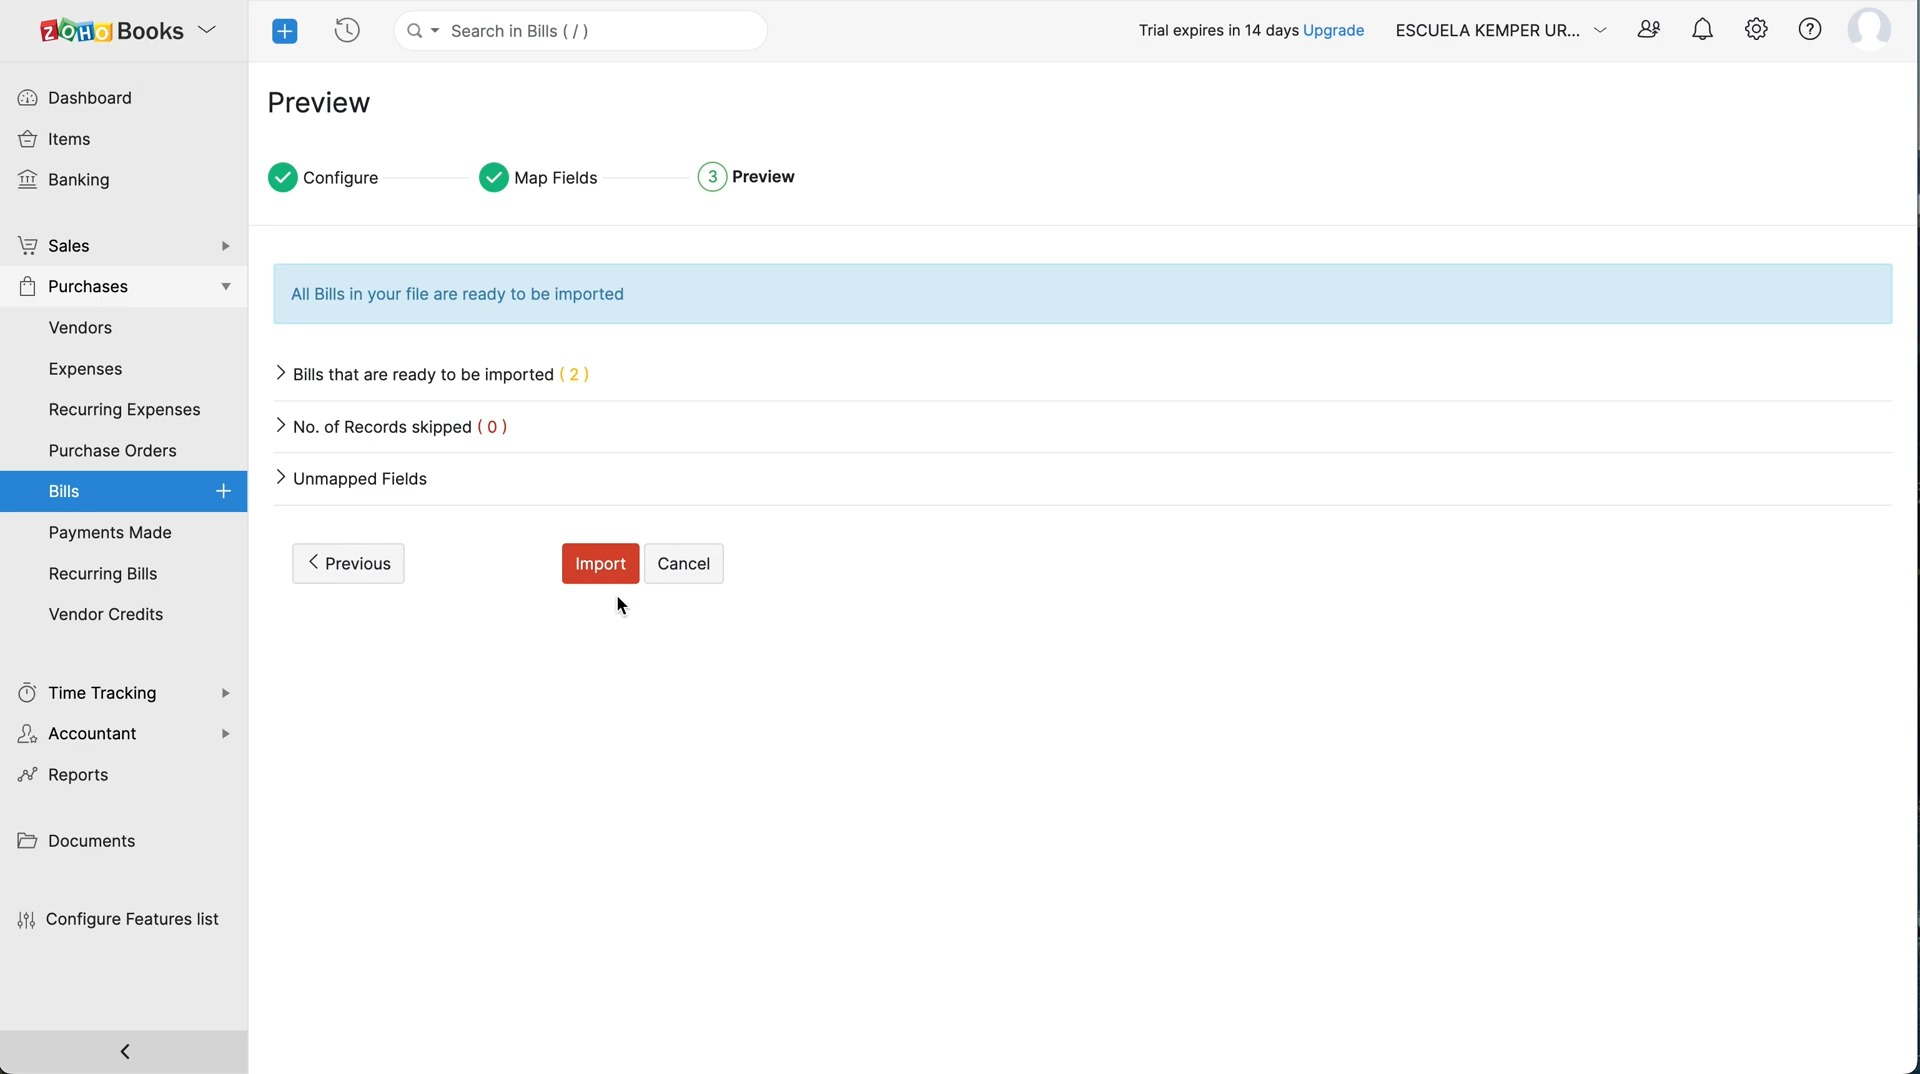 ZOHO Books
Search in Bills ( / )
Trial expires in 14 days Upgrade
ESCUELA KEMPER UR...
Dashboard
Items
Banking
Sales
Purchases
Vendors
Expenses
Recurring Expenses
Purchase Orders
Bills
Payments Made
Recurring Bills
Vendor Credits
Time Tracking
Accountant
Reports
Documents
Configure Features list
Preview
Configure
Map Fields
3 Preview
All Bills in your file are ready to be imported
Bills that are ready to be imported ( 2 )
No. of Records skipped ( 0 )
Unmapped Fields
Previous
Import
Cancel